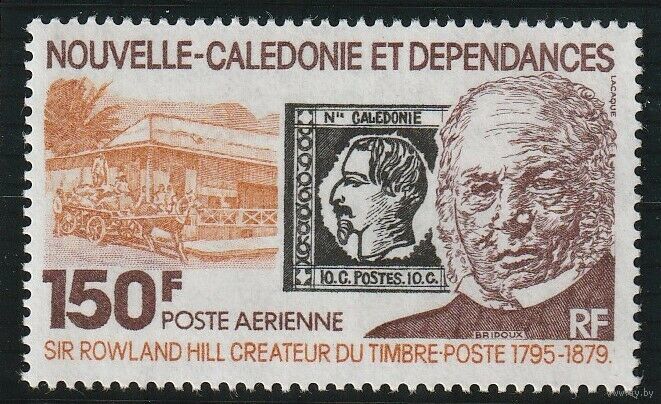 NOUVELLE-CALEDONIE ET DEPENDANCES
LACAQUE
Nlle CALEDONIE
10.C. POSTES. 10.C.
150F
POSTE AERIENNE
BRIDOUX
RF
SIR ROWLAND HILL CREATEUR DU TIMBRE-POSTE 1795-1879.